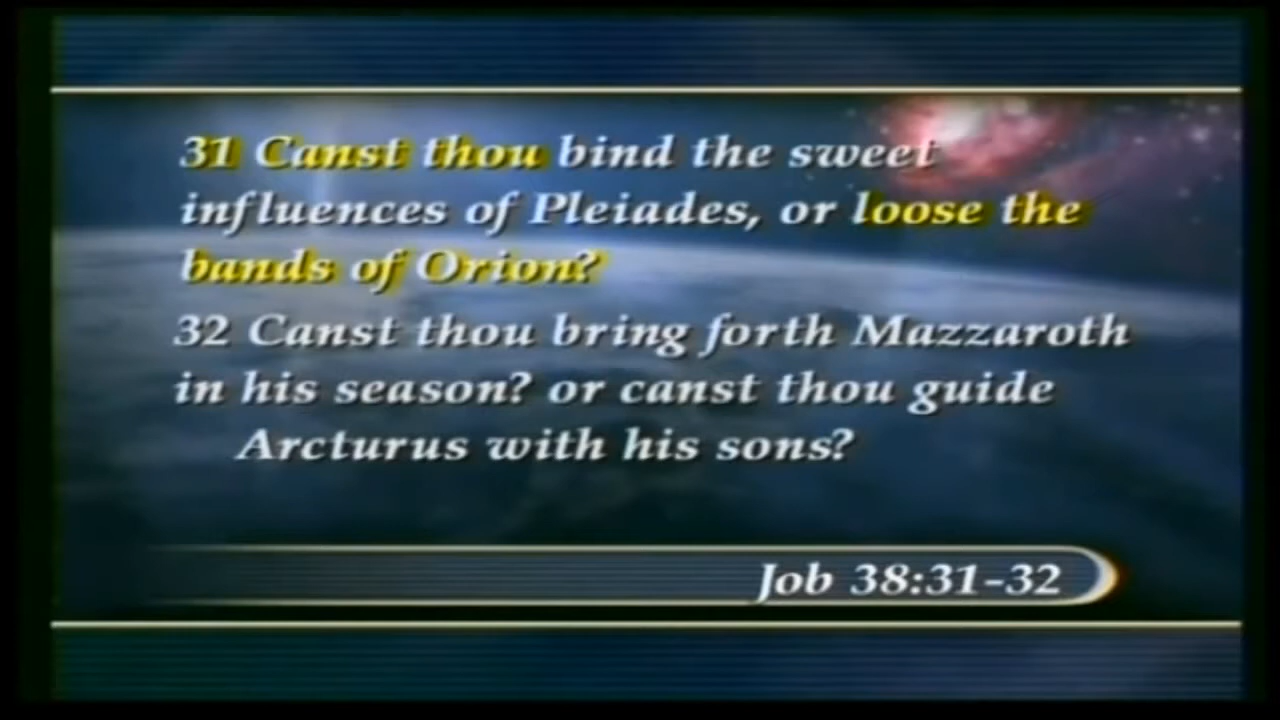 31 Canst thou bind the sweet
influences of Pleiades, or loose the
bands of Orion?
32 Canst thou bring forth Mazzaroth
in his season? or canst thou guide
Arcturus with his sons?
Job 38:31-32